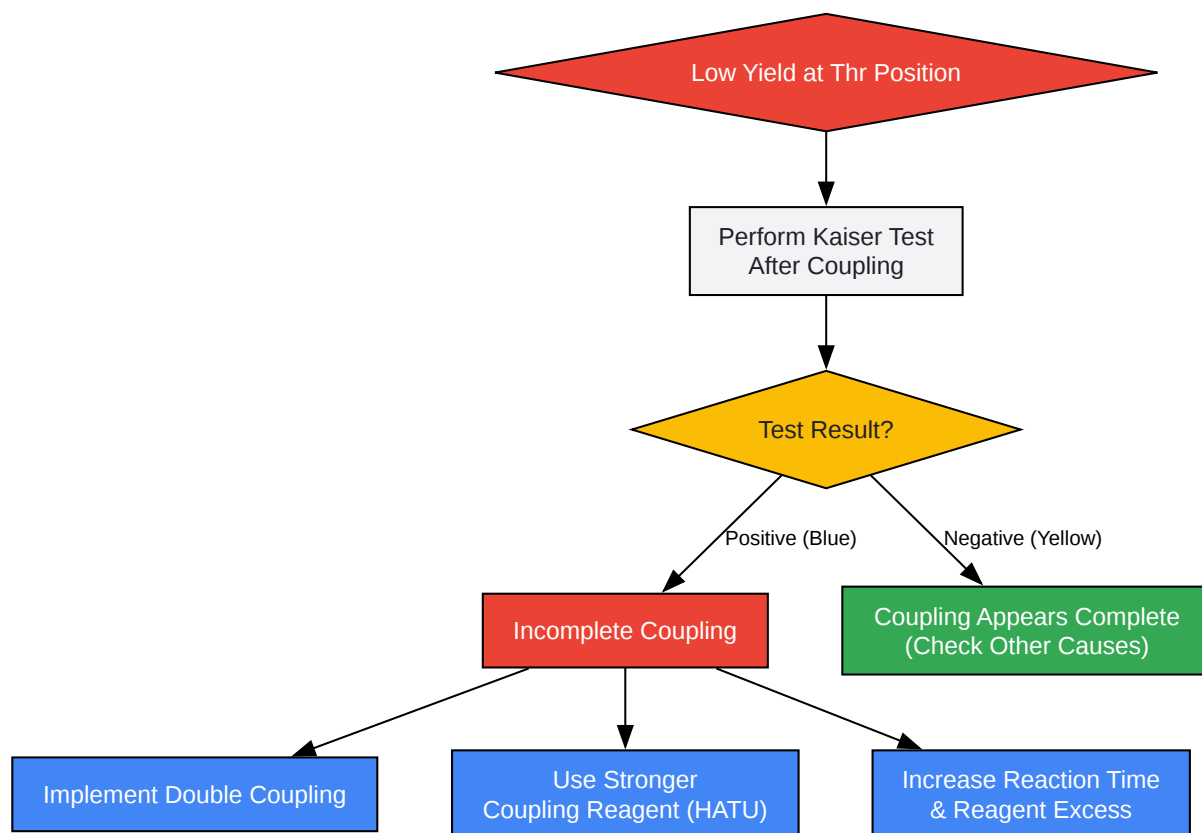 Low Yield at Thr Position
Perform Kaiser Test
After Coupling
Test Result?
Positive (Blue)
Negative (Yellow)
Incomplete Coupling
Coupling Appears Complete
(Check Other Causes)
Implement Double Coupling
Use Stronger
Coupling Reagent (HATU)
Increase Reaction Time
& Reagent Excess